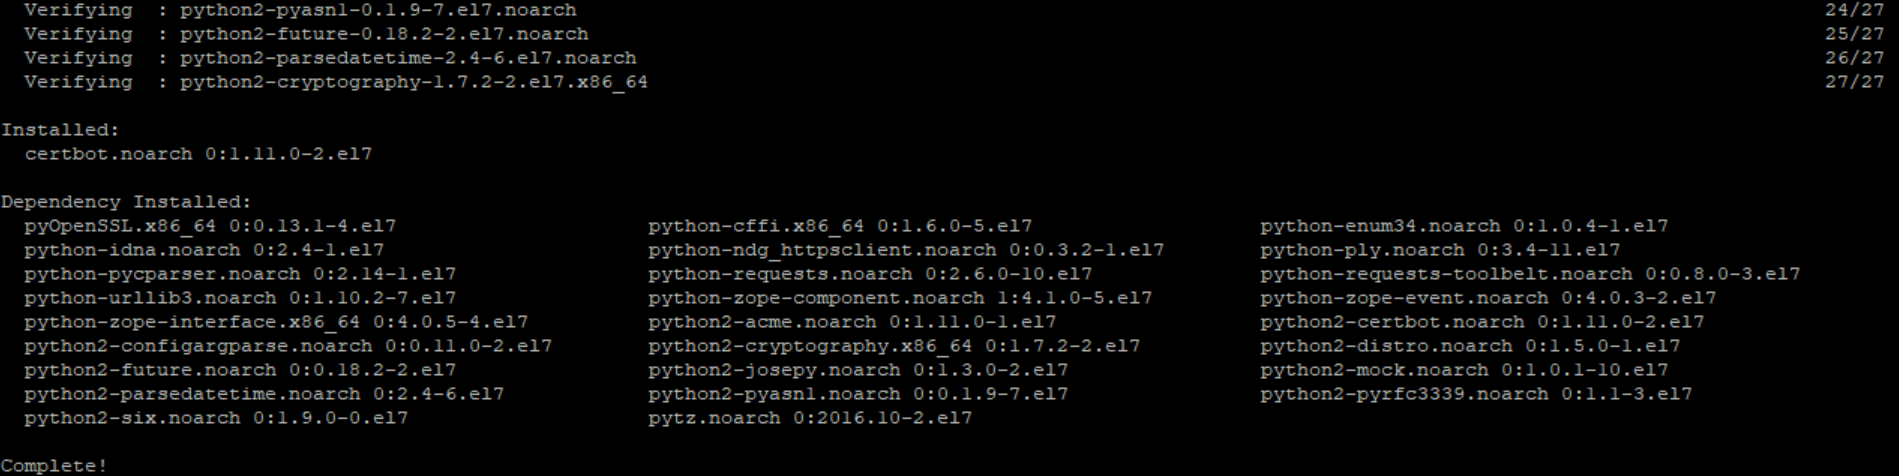 Verifying  : python2-pyasn1-0.1.9-7.el7.noarch 24/27
Verifying  : python2-future-0.18.2-2.el7.noarch 25/27
Verifying  : python2-parsedatetime-2.4-6.el7.noarch 26/27
Verifying  : python2-cryptography-1.7.2-2.el7.x86_64 27/27
Installed:
certbot.noarch 0:1.11.0-2.el7
Dependency Installed:
pyOpenSSL.x86_64 0:0.13.1-4.el7 python-cffi.x86_64 0:1.6.0-5.el7 python-enum34.noarch 0:1.0.4-1.el7
python-idna.noarch 0:2.4-1.el7 python-ndg_httpsclient.noarch 0:0.3.2-1.el7 python-ply.noarch 0:3.4-11.el7
python-pycparser.noarch 0:2.14-1.el7 python-requests.noarch 0:2.6.0-10.el7 python-requests-toolbelt.noarch 0:0.8.0-3.el7
python-urllib3.noarch 0:1.10.2-7.el7 python-zope-component.noarch 1:4.1.0-5.el7 python-zope-event.noarch 0:4.0.3-2.el7
python-zope-interface.x86_64 0:4.0.5-4.el7 python2-acme.noarch 0:1.11.0-1.el7 python2-certbot.noarch 0:1.11.0-2.el7
python2-configargparse.noarch 0:0.11.0-2.el7 python2-cryptography.x86_64 0:1.7.2-2.el7 python2-distro.noarch 0:1.5.0-1.el7
python2-future.noarch 0:0.18.2-2.el7 python2-josepy.noarch 0:1.3.0-2.el7 python2-mock.noarch 0:1.0.1-10.el7
python2-parsedatetime.noarch 0:2.4-6.el7 python2-pyasn1.noarch 0:0.1.9-7.el7 python2-pyrfc3339.noarch 0:1.1-3.el7
python2-six.noarch 0:1.9.0-0.el7 pytz.noarch 0:2016.10-2.el7
Complete!